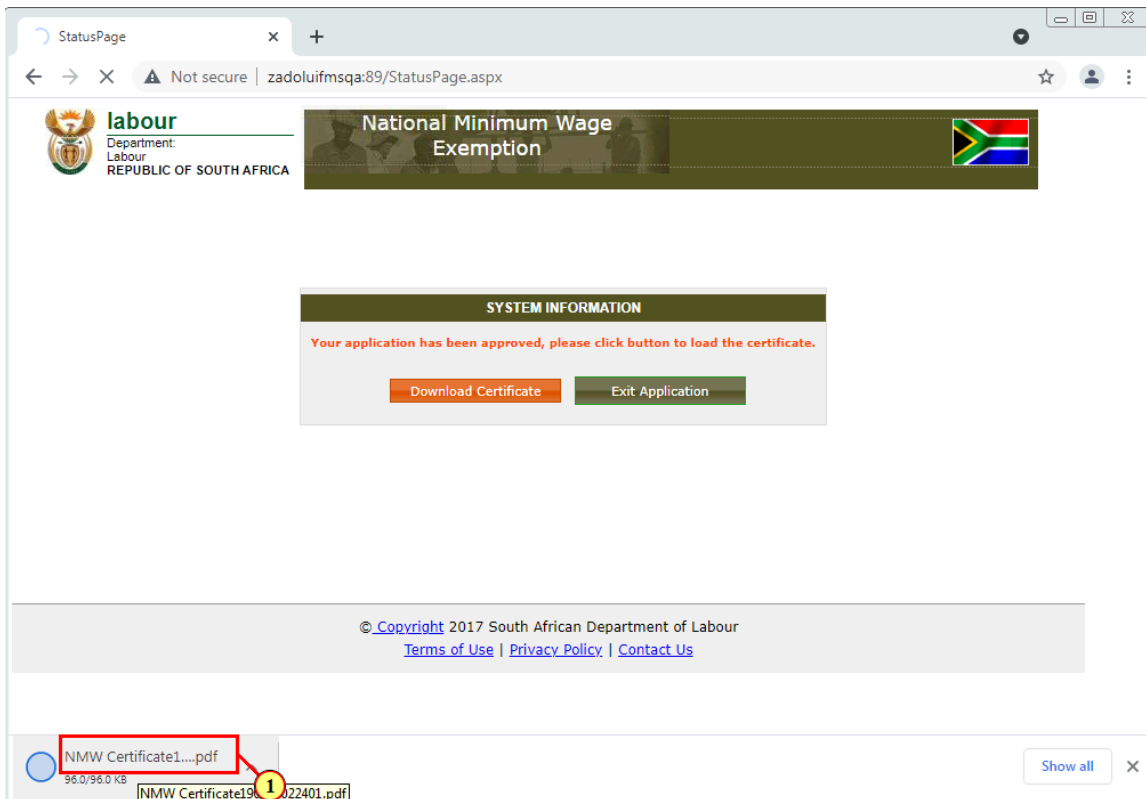 StatusPage
Not secure | zadoluifmsqa:89/StatusPage.aspx
labour
Department:
Labour
REPUBLIC OF SOUTH AFRICA
National Minimum Wage
Exemption
SYSTEM INFORMATION
Your application has been approved, please click button to load the certificate.
Download Certificate Exit Application
© Copyright 2017 South African Department of Labour
Terms of Use | Privacy Policy | Contact Us
NMW Certificate1....pdf
96.0/96.0 KB
Show all
1